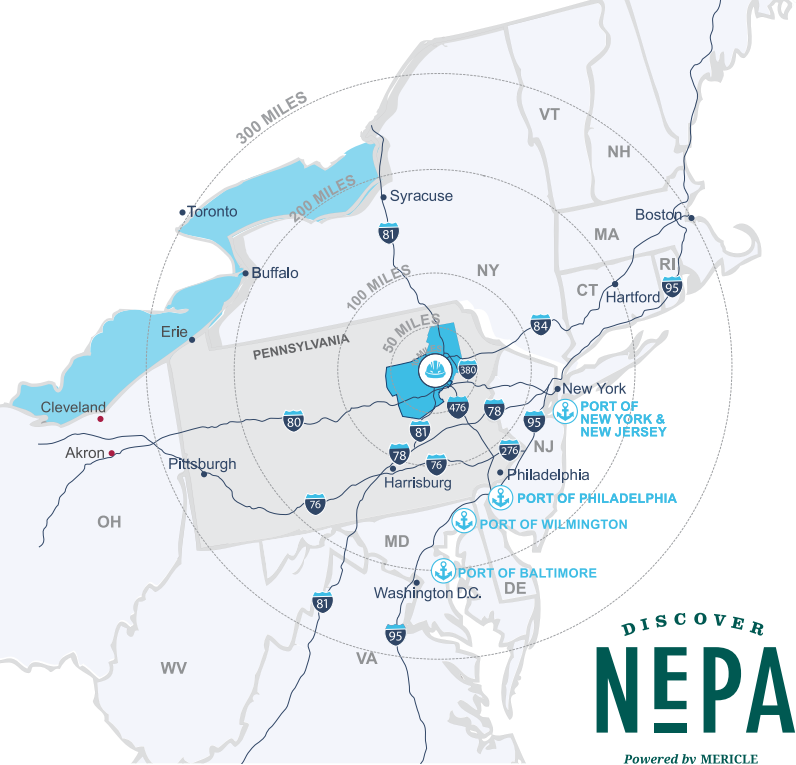 300 MILES
VT
NH
200 MILES
Toronto
Syracuse
Boston
81
MA
Buffalo
NY
RI
100 MILES
CT
95
Hartford
50 MILES
84
Erie
PENNSYLVANIA
380
New York
Cleveland
476
78
PORT OF
NEW YORK &
NEW JERSEY
80
95
81
NJ
Akron
78
76
276
Pittsburgh
Harrisburg
Philadelphia
76
PORT OF PHILADELPHIA
OH
PORT OF WILMINGTON
MD
PORT OF BALTIMORE
Washington D.C.
DE
81
95
VA
WV
DISCOVER
NEPA
Powered by MERICLE